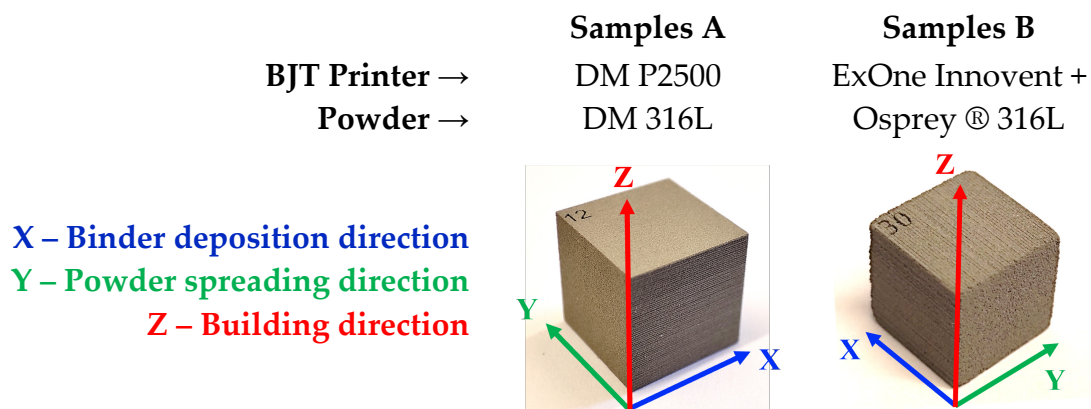 Samples A Samples B
BJT Printer → DM P2500 ExOne Innovent +
Powder → DM 316L Osprey ® 316L
X – Binder deposition direction
Y – Powder spreading direction
Z – Building direction
Z
12
Y
X
Z
30
X
Y